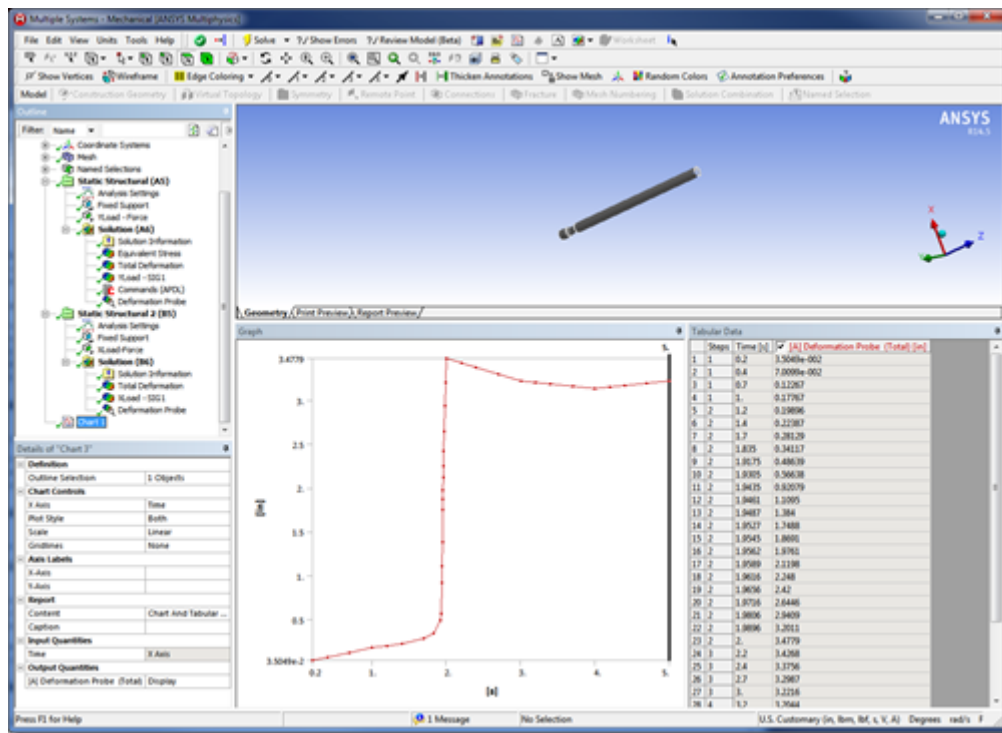 Multiple Systems - Mechanical [ANSYS Multiphysics]
File Edit View Units Tools Help Solve ?/ Show Errors ?/ Review Model (Beta) Worksheet
Show Vertices Wireframe Edge Coloring Thicken Annotations Show Mesh Random Colors Annotation Preferences
Model Construction Geometry Virtual Topology Symmetry Remote Point Connections Fracture Mesh Numbering Solution Combination Named Selection
Outline
Filter: Name
Coordinate Systems
Mesh
Named Selections
Static Structural (A5)
Analysis Settings
Fixed Support
YLoad - Force
Solution (A6)
Solution Information
Equivalent Stress
Total Deformation
YLoad - SIG1
Commands (APDL)
Deformation Probe
Static Structural 2 (B5)
Analysis Settings
Fixed Support
XLoad-Force
Solution (B6)
Solution Information
Total Deformation
XLoad - SIG1
Deformation Probe
Chart 1
ANSYS
R14.5
X
Z
Y
Geometry Print Preview Report Preview
Details of "Chart 3"
Definition
Outline Selection 1 Objects
Chart Controls
X Axis Time
Plot Style Both
Scale Linear
Gridlines None
Axis Labels
X-Axis
Y-Axis
Report
Content Chart And Tabular ...
Caption
Input Quantities
Time X Axis
Output Quantities
[A] Deformation Probe (Total) Display
Graph
3.4779
3.
2.5
2.
[in]
1.
0.5
3.5049e-2
0.2 1. 2. 3. 4. 5.
[s]
Tabular Data
Steps Time [s] [A] Deformation Probe (Total) [in]
1 1 0.2 3.5049e-002
2 1 0.4 7.0099e-002
3 1 0.7 0.12267
4 1 1. 0.17767
5 2 1.2 0.19896
6 2 1.4 0.22387
7 2 1.7 0.28129
8 2 1.835 0.34117
9 2 1.9175 0.48639
10 2 1.9305 0.56638
11 2 1.9435 0.92079
12 2 1.9461 1.1095
13 2 1.9487 1.384
14 2 1.9527 1.7488
15 2 1.9545 1.8691
16 2 1.9562 1.9761
17 2 1.9589 2.1198
18 2 1.9616 2.248
19 2 1.9656 2.42
20 2 1.9716 2.6446
21 2 1.9806 2.9409
22 2 1.9896 3.2011
23 2 2. 3.4779
24 3 2.2 3.4268
25 3 2.4 3.3756
26 3 2.7 3.2987
27 3 3. 3.2216
28 4 3.2 3.2044
Press F1 for Help 1 Message No Selection U.S. Customary (in, lbm, lbf, s, V, A) Degrees rad/s F